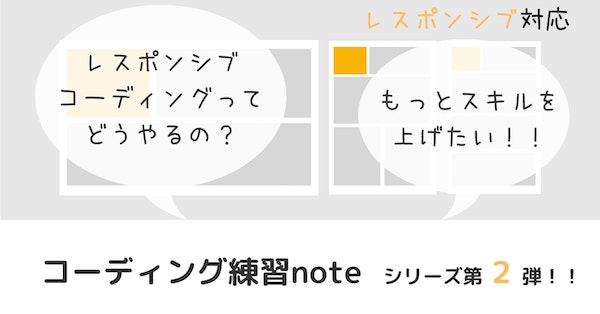 レスポンシブ対応
レスポンシブ
コーディングって
どうやるの？
もっとスキルを
上げたい！！
コーディング練習note シリーズ第 2 弾！！